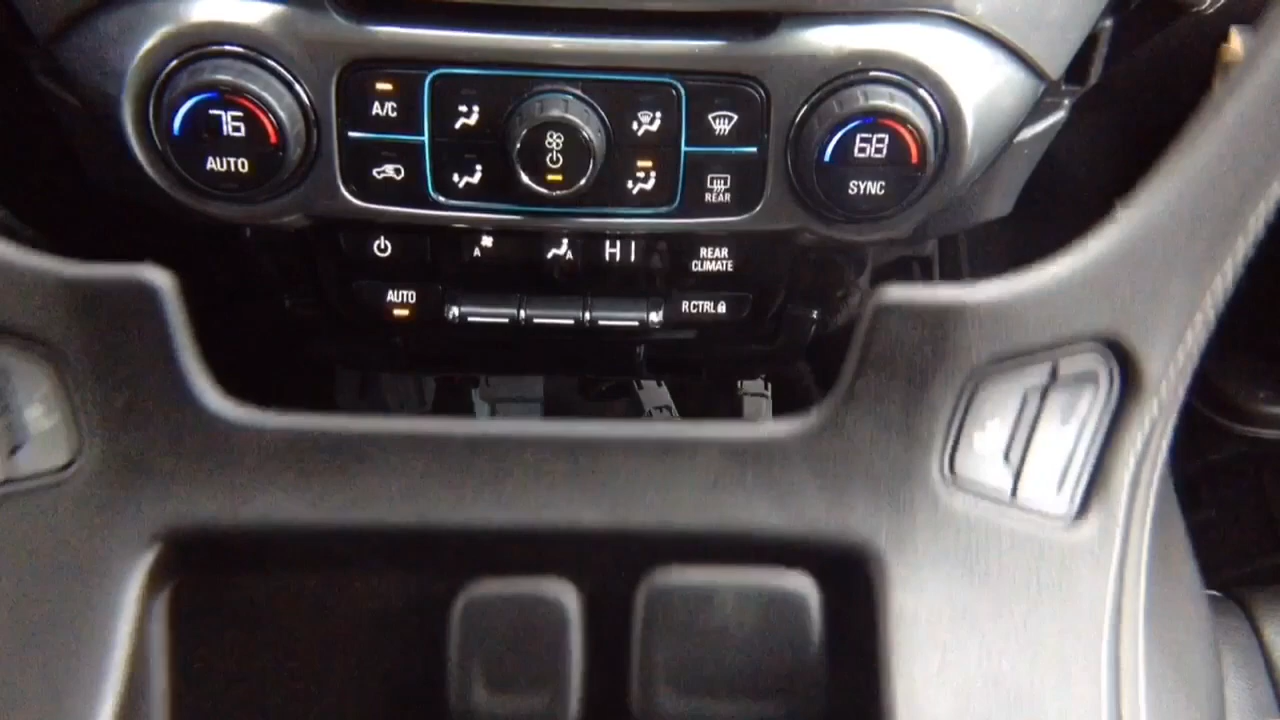 76
AUTO
A/C
REAR
68
SYNC
A
A
HI
REAR
CLIMATE
AUTO
RCTRL